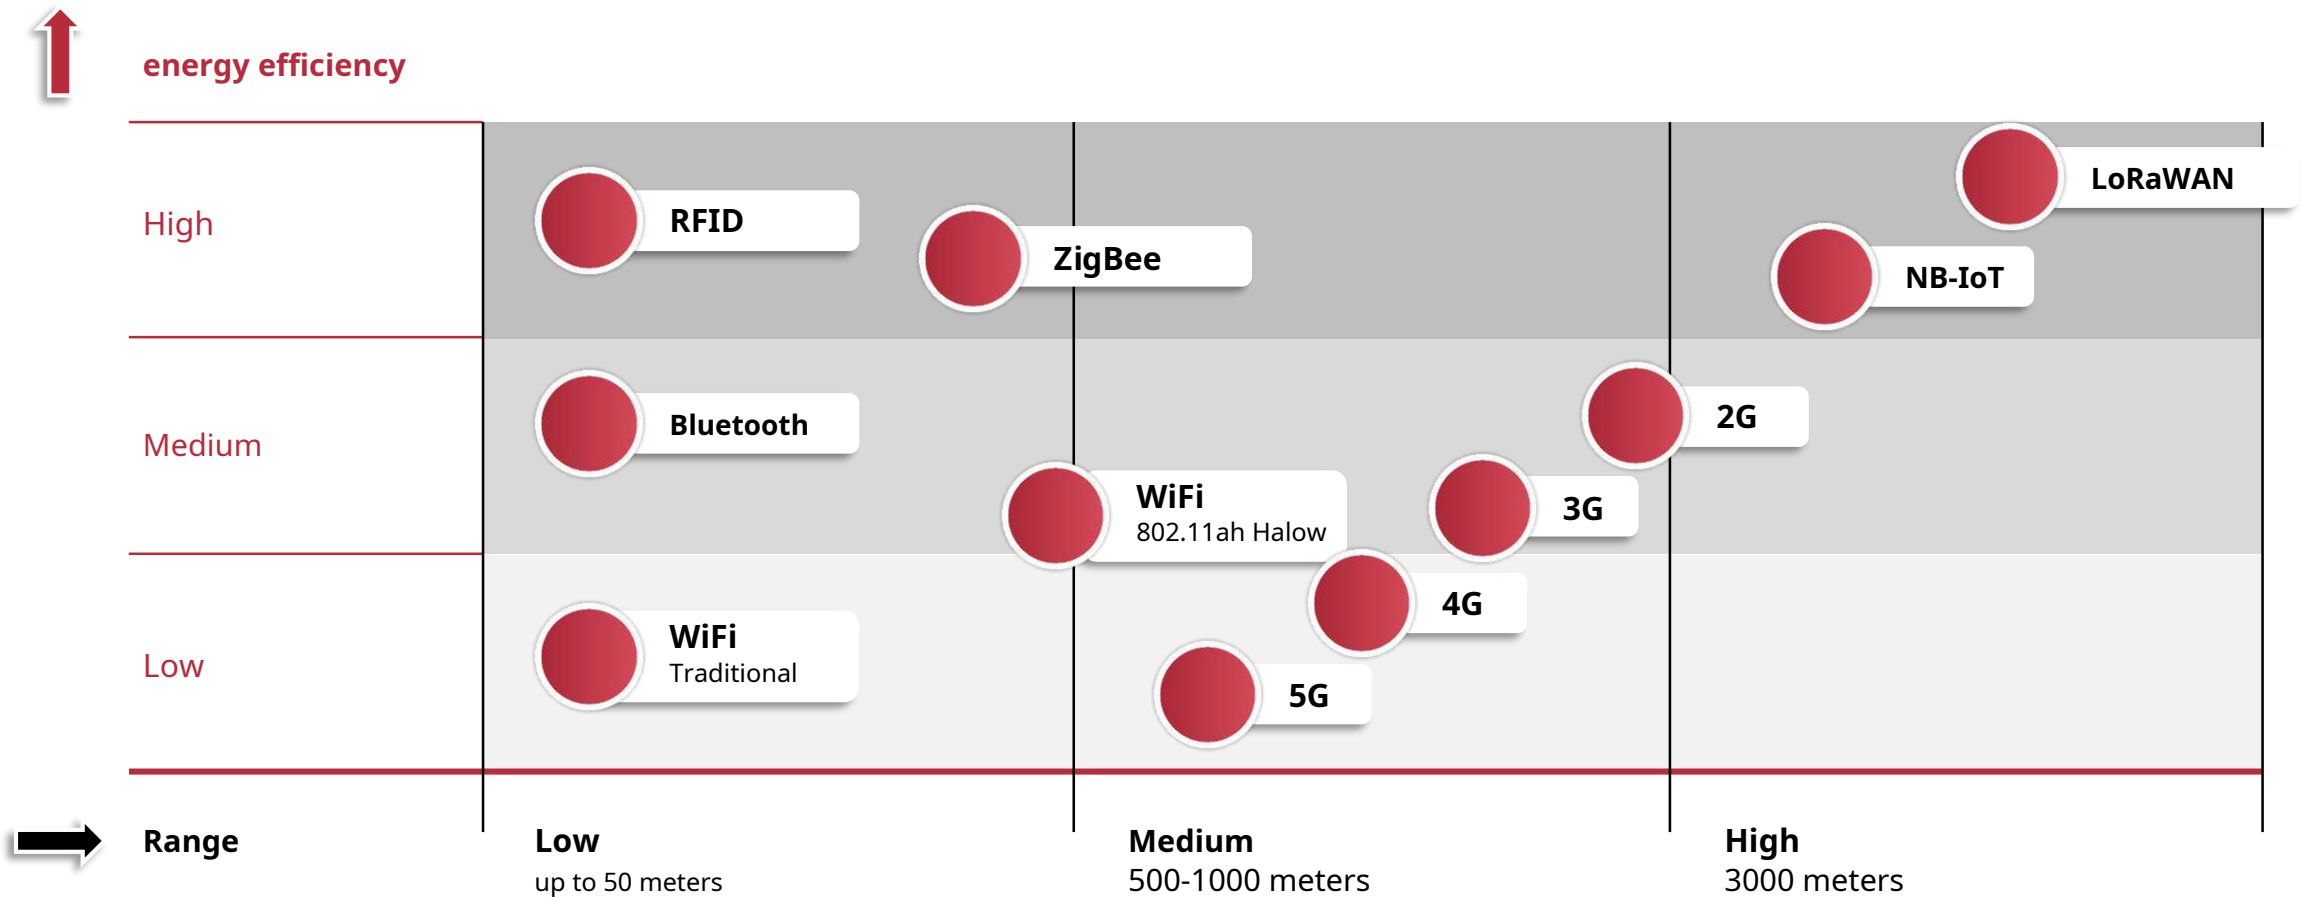 energy efficiency
High
RFID
ZigBee
LoRaWAN
NB-IoT
Medium
Bluetooth
2G
WiFi
802.11ah Halow
3G
Low
WiFi
Traditional
4G
5G
Range
Low
up to 50 meters
Medium
500-1000 meters
High
3000 meters